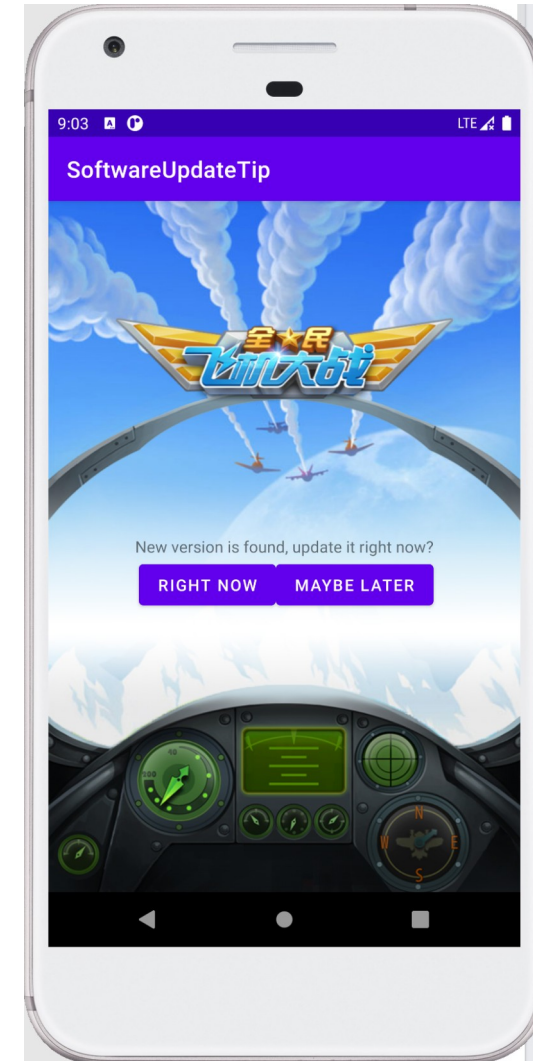 9:03
LTE
SoftwareUpdateTip
全民
飞机大战
New version is found, update it right now?
RIGHT NOW
MAYBE LATER
N
W
E
S